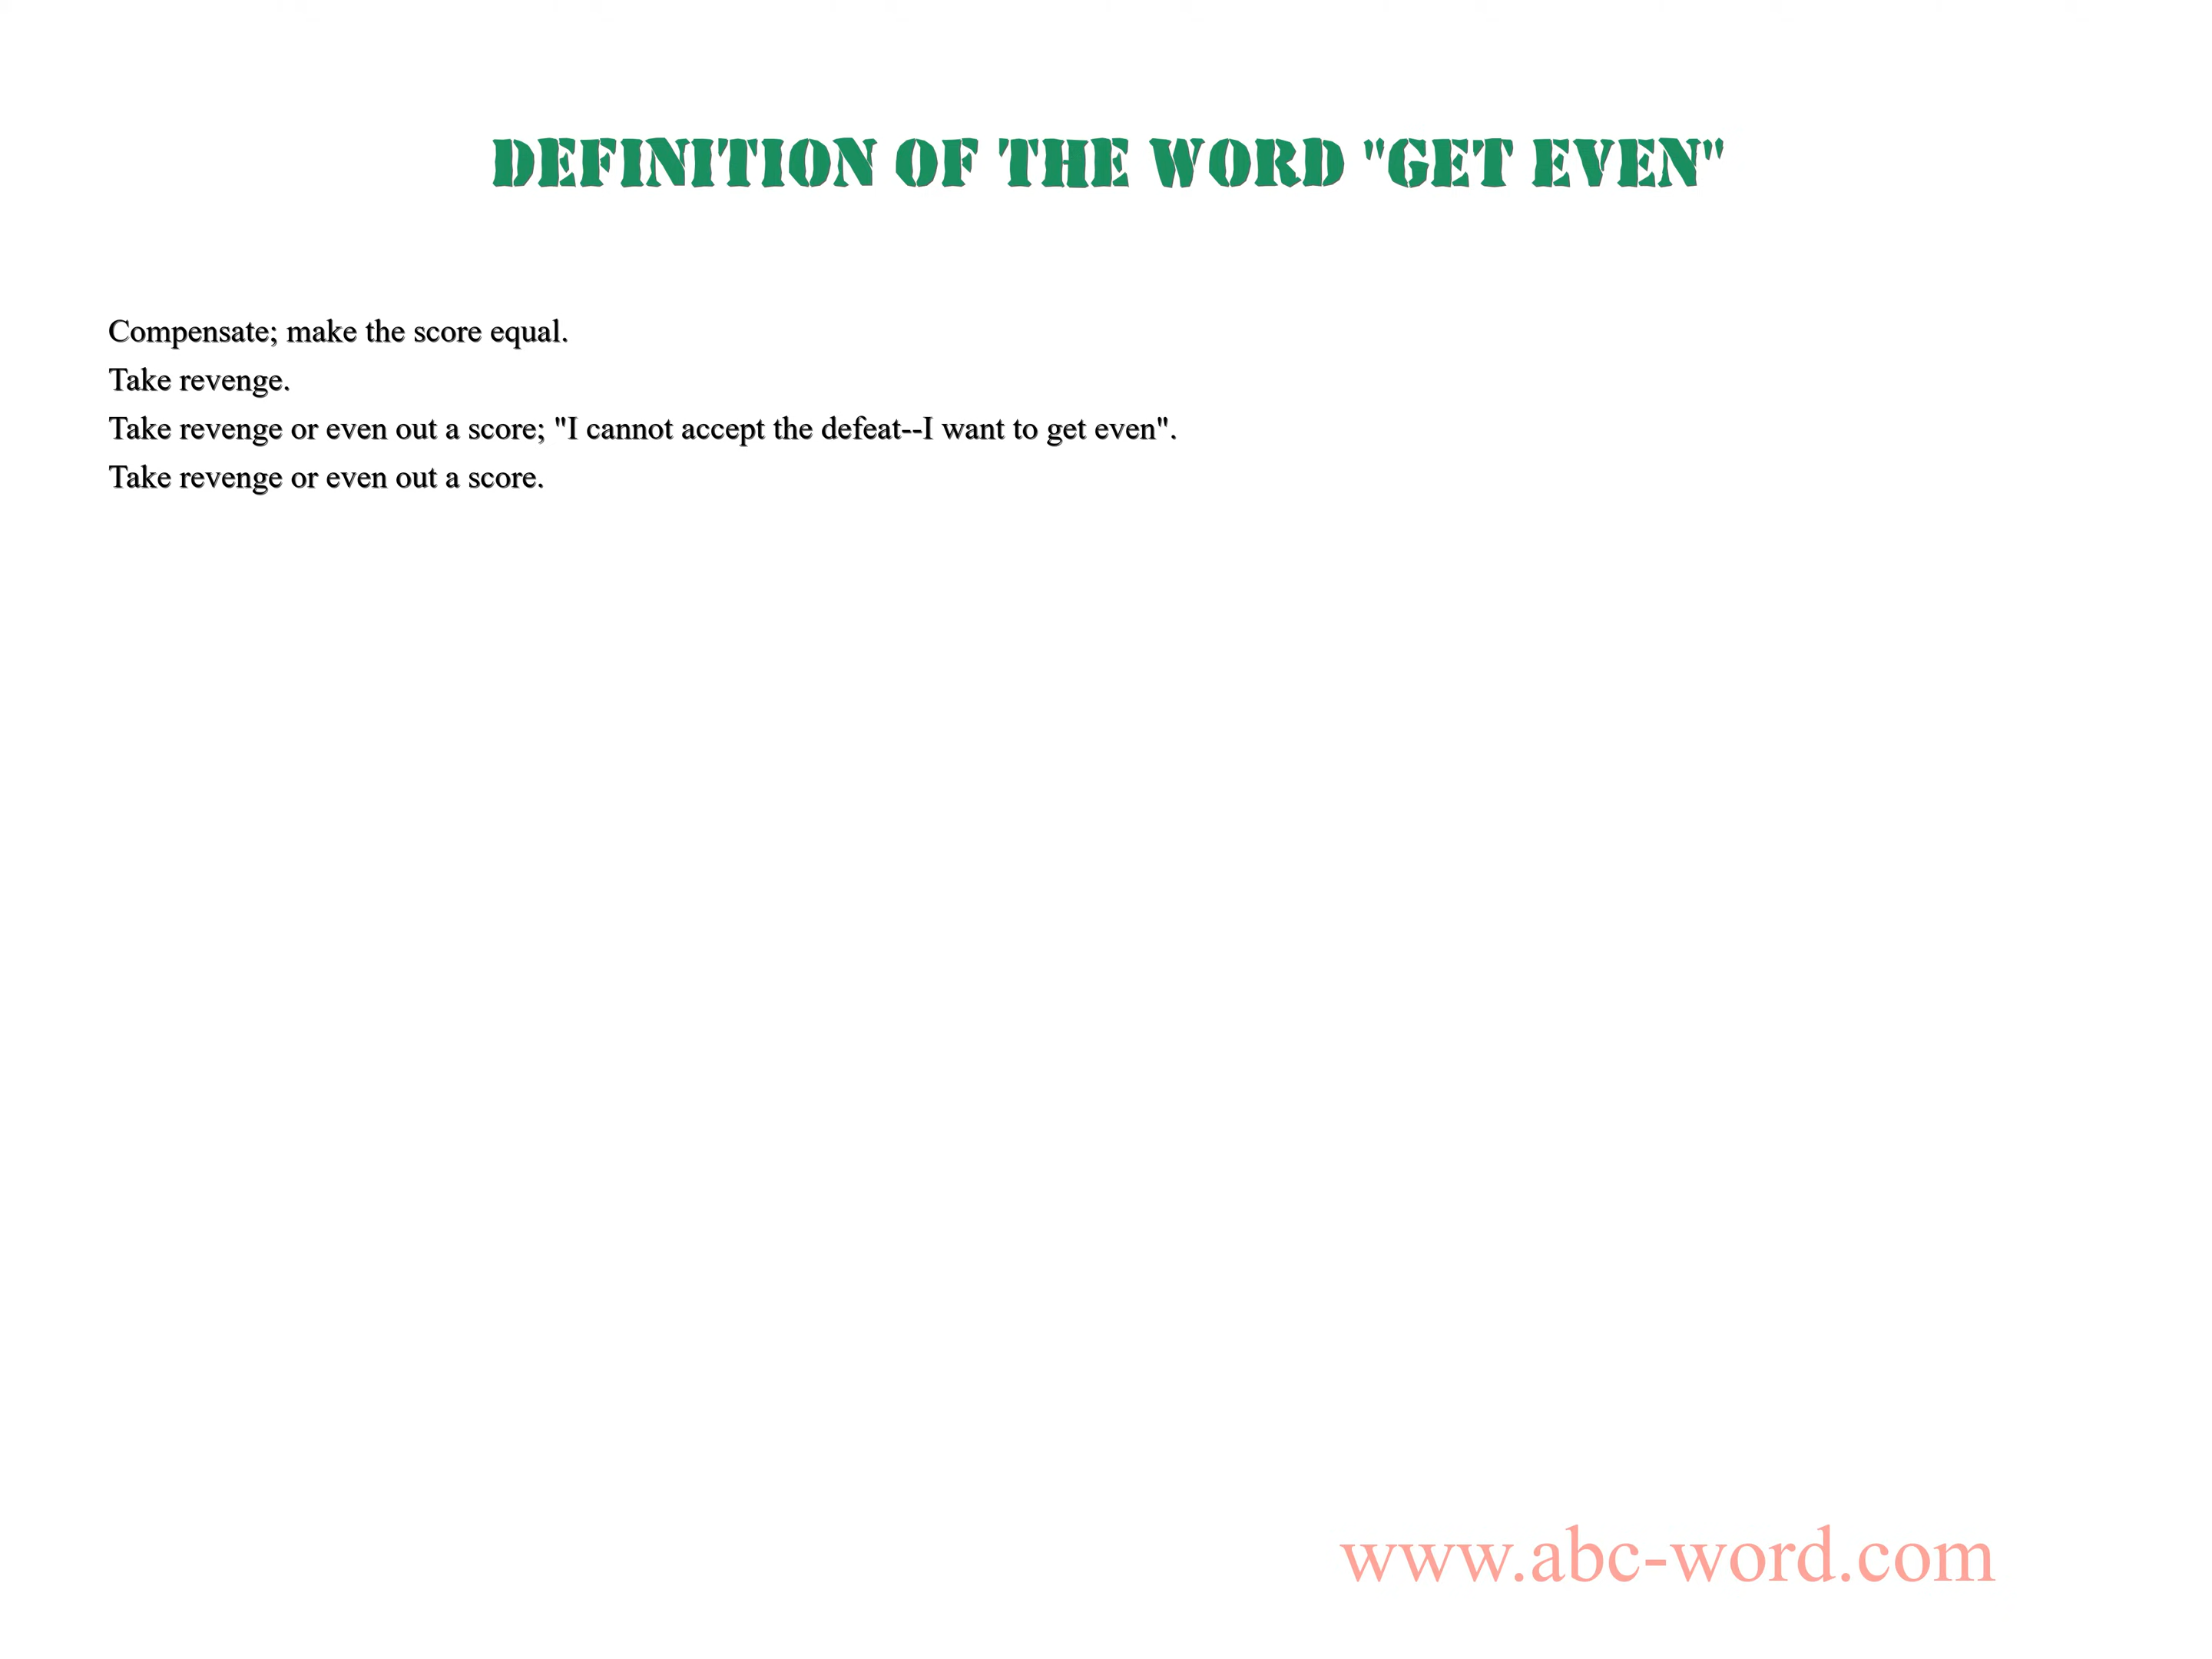 DEFINITION OF THE WORD "GET EVEN"
Compensate; make the score equal.
Take revenge.
Take revenge or even out a score; "I cannot accept the defeat--I want to get even".
Take revenge or even out a score.
www.abc-word.com